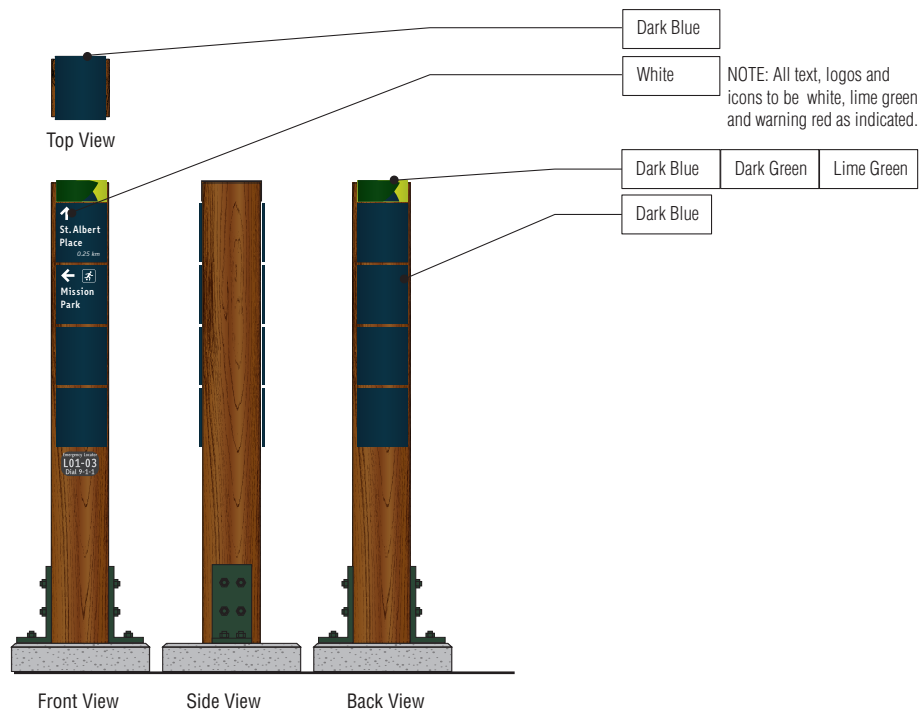 Dark Blue
White
NOTE: All text, logos and
icons to be white, lime green
and warning red as indicated.
Top View
Dark Blue
Dark Green
Lime Green
Dark Blue
St. Albert
Place
0.25 km
Mission
Park
Emergency Locator
L01-03
Dial 9-1-1
Front View
Side View
Back View